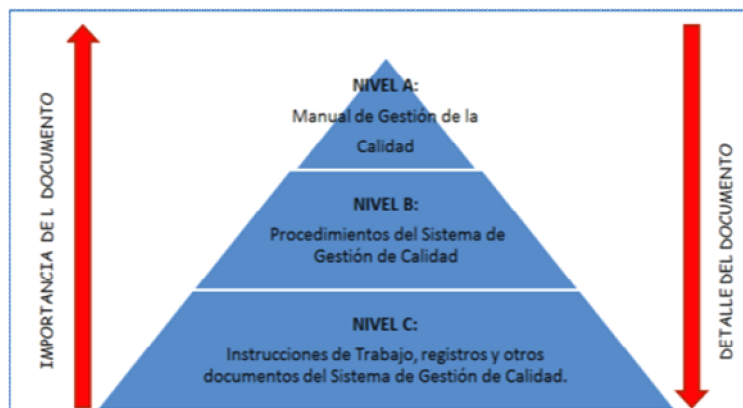 IMPORTANCIA DEL DOCUMENTO
NIVEL A:
Manual de Gestión de la
Calidad
NIVEL B:
Procedimientos del Sistema de
Gestión de Calidad
NIVEL C:
Instrucciones de Trabajo, registros y otros
documentos del Sistema de Gestión de Calidad.
DETALLE DEL DOCUMENTO